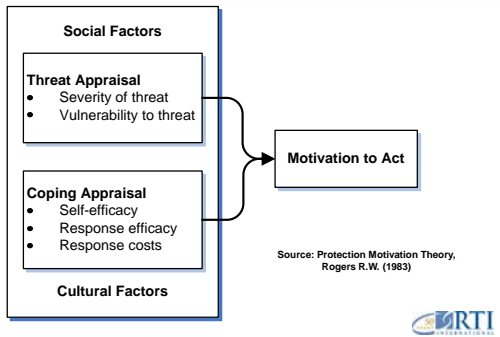 Social Factors
Threat Appraisal
• Severity of threat
• Vulnerability to threat
Coping Appraisal
• Self-efficacy
• Response efficacy
• Response costs
Cultural Factors
Motivation to Act
Source: Protection Motivation Theory,
Rogers R.W. (1983)
RTI
INTERNATIONAL